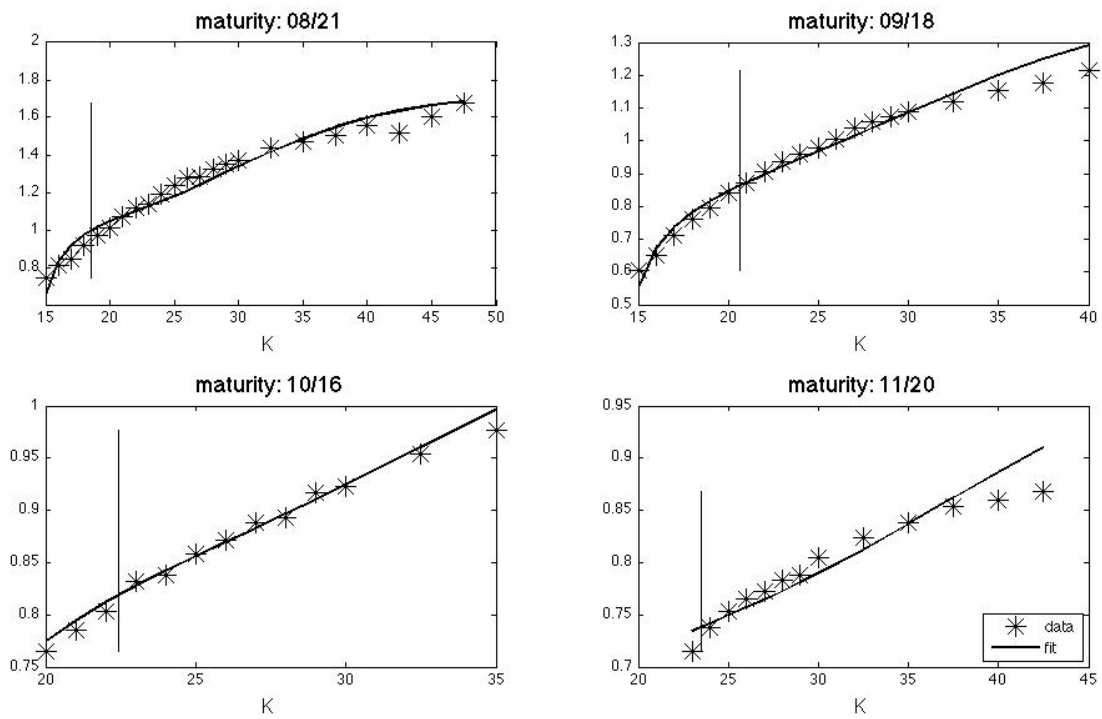 maturity: 08/21
2
1.8
1.6
1.4
1.2
1
0.8
15 20 25 30 35 40 45 50
K
maturity: 09/18
1.3
1.2
1.1
1
0.9
0.8
0.7
0.6
0.5
15 20 25 30 35 40
K
maturity: 10/16
1
0.95
0.9
0.85
0.8
0.75
20 25 30 35
K
maturity: 11/20
0.95
0.9
0.85
0.8
0.75
0.7
15 20 25 30 35 40 45
K
data
fit